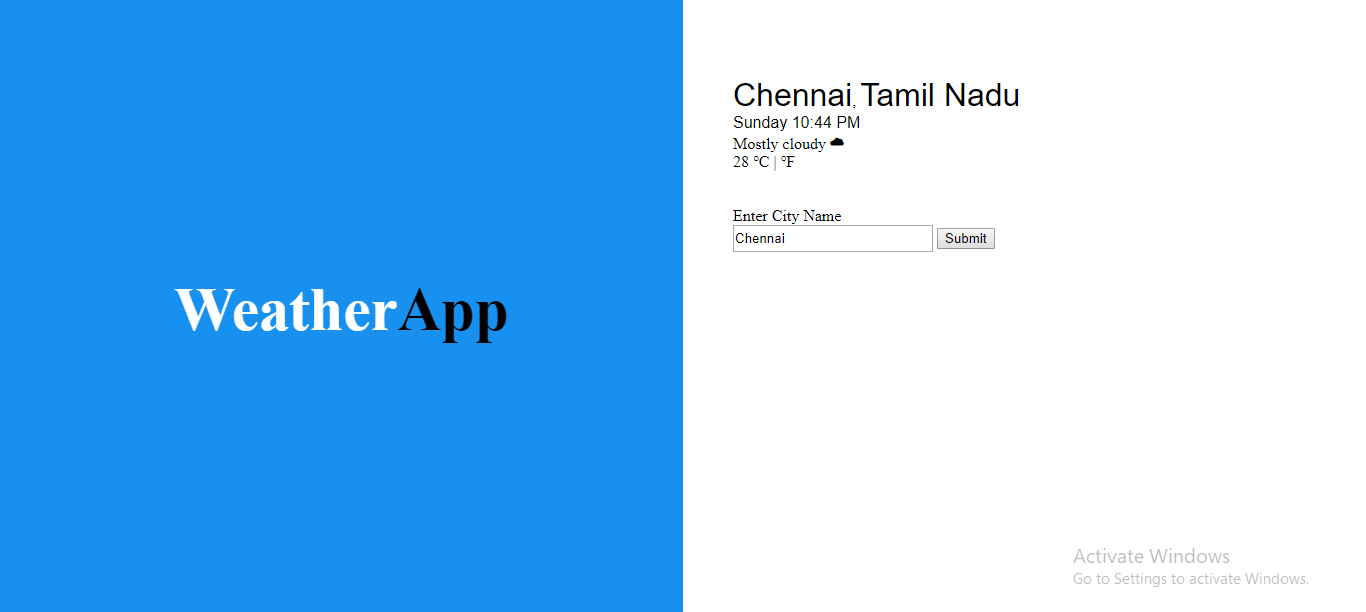 WeatherApp
Chennai, Tamil Nadu
Sunday 10:44 PM
Mostly cloudy
28 °C | °F
Enter City Name
Chennai Submit
Activate Windows
Go to Settings to activate Windows.